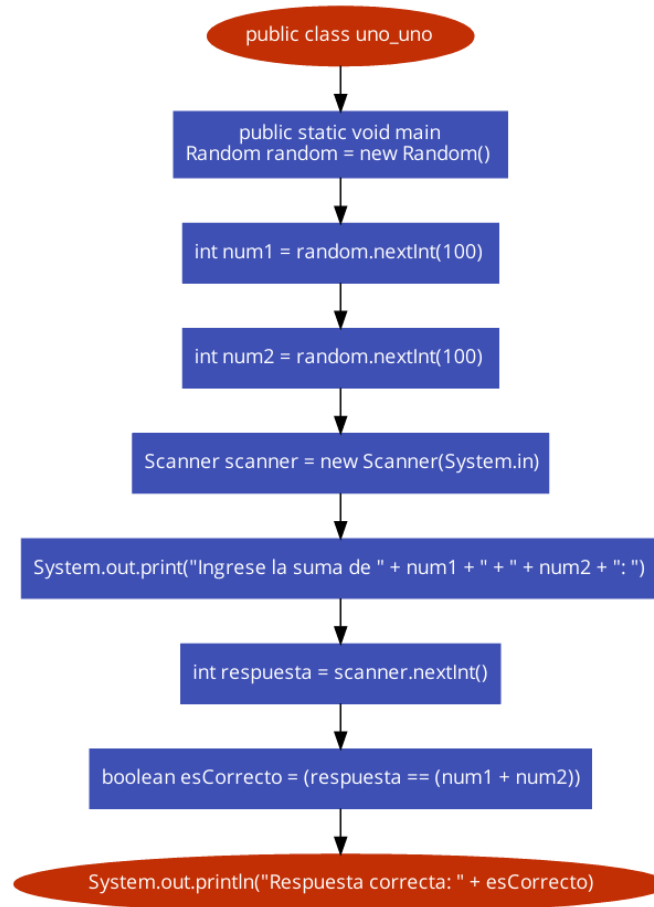 public class uno_uno
public static void main
Random random = new Random()
int num1 = random.nextInt(100)
int num2 = random.nextInt(100)
Scanner scanner = new Scanner(System.in)
System.out.print("Ingrese la suma de " + num1 + " + " + num2 + ": ")
int respuesta = scanner.nextInt()
boolean esCorrecto = (respuesta == (num1 + num2))
System.out.println("Respuesta correcta: " + esCorrecto)